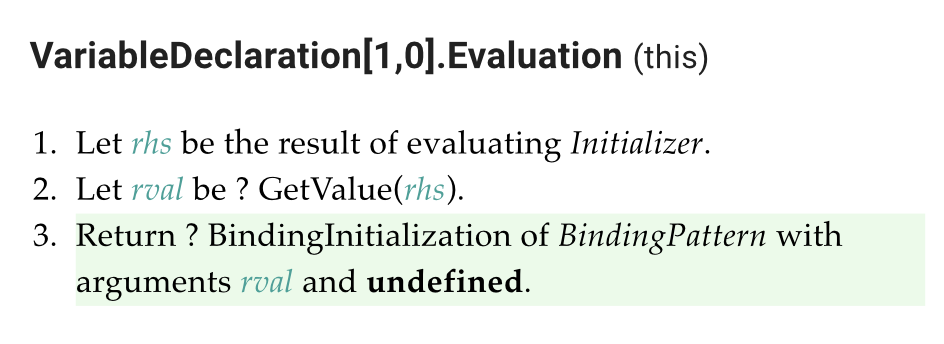 VariableDeclaration[1,0].Evaluation (this)
1. Let rhs be the result of evaluating Initializer.
2. Let rval be ? GetValue(rhs).
3. Return ? BindingInitialization of BindingPattern with
arguments rval and undefined.